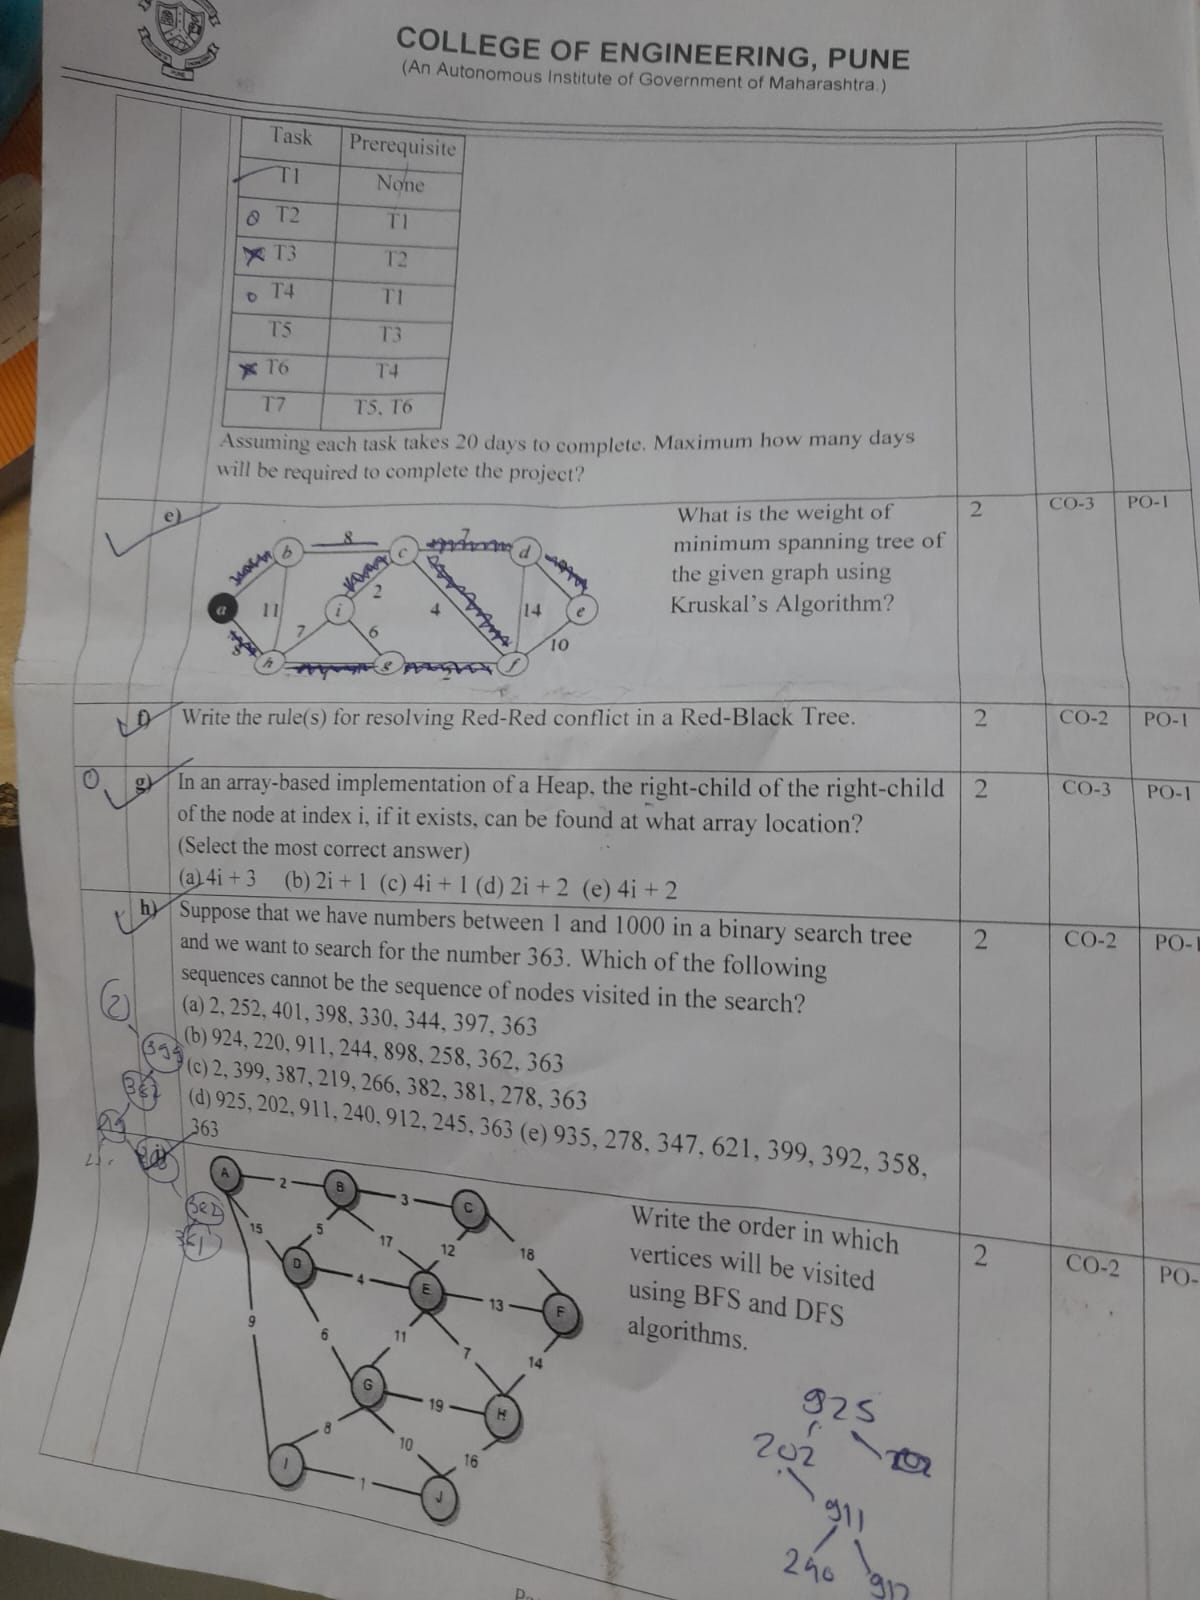 PUNE
COLLEGE OF ENGINEERING, PUNE
(An Autonomous Institute of Government of Maharashtra.)
Task Prerequisite
T1 None
T2 T1
T3 T2
T4 T1
T5 T3
T6 T4
T7 T5, T6
Assuming each task takes 20 days to complete. Maximum how many days
will be required to complete the project?
e)
What is the weight of
minimum spanning tree of
the given graph using
Kruskal's Algorithm?
2 CO-3 PO-1
8 7
b c d
a 11 i 2 4 14 e
7 6 10
h g 2 f
f) Write the rule(s) for resolving Red-Red conflict in a Red-Black Tree. 2 CO-2 PO-1
g) In an array-based implementation of a Heap, the right-child of the right-child 2 CO-3 PO-1
of the node at index i, if it exists, can be found at what array location?
(Select the most correct answer)
(a) 4i + 3 (b) 2i + 1 (c) 4i + 1 (d) 2i + 2 (e) 4i + 2
h) Suppose that we have numbers between 1 and 1000 in a binary search tree 2 CO-2 PO-1
and we want to search for the number 363. Which of the following
sequences cannot be the sequence of nodes visited in the search?
(a) 2, 252, 401, 398, 330, 344, 397, 363
(b) 924, 220, 911, 244, 898, 258, 362, 363
(c) 2, 399, 387, 219, 266, 382, 381, 278, 363
(d) 925, 202, 911, 240, 912, 245, 363 (e) 935, 278, 347, 621, 399, 392, 358,
363
2
399
i)
Write the order in which
vertices will be visited
using BFS and DFS
algorithms.
2 CO-2 PO-
A 2 B 3 C
15 5 17 12 18
D 4 E 13 F
9 6 11 7 14
G 19 H
8 10 16
I 1 J
925
202
911
240 912